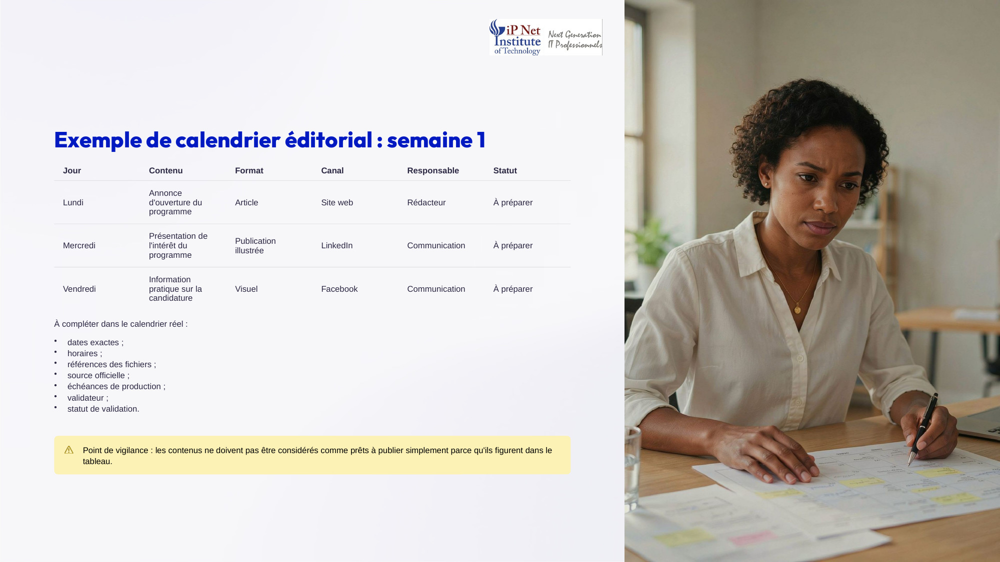 iP Net
Institute
of Technology
Next Generation
IT Professionnels
Exemple de calendrier éditorial : semaine 1
Jour Contenu Format Canal Responsable Statut
Lundi Annonce d'ouverture du programme Article Site web Rédacteur À préparer
Mercredi Présentation de l'intérêt du programme Publication illustrée LinkedIn Communication À préparer
Vendredi Information pratique sur la candidature Visuel Facebook Communication À préparer
À compléter dans le calendrier réel :
• dates exactes ;
• horaires ;
• références des fichiers ;
• source officielle ;
• échéances de production ;
• validateur ;
• statut de validation.
Point de vigilance : les contenus ne doivent pas être considérés comme prêts à publier simplement parce qu'ils figurent dans le
tableau.